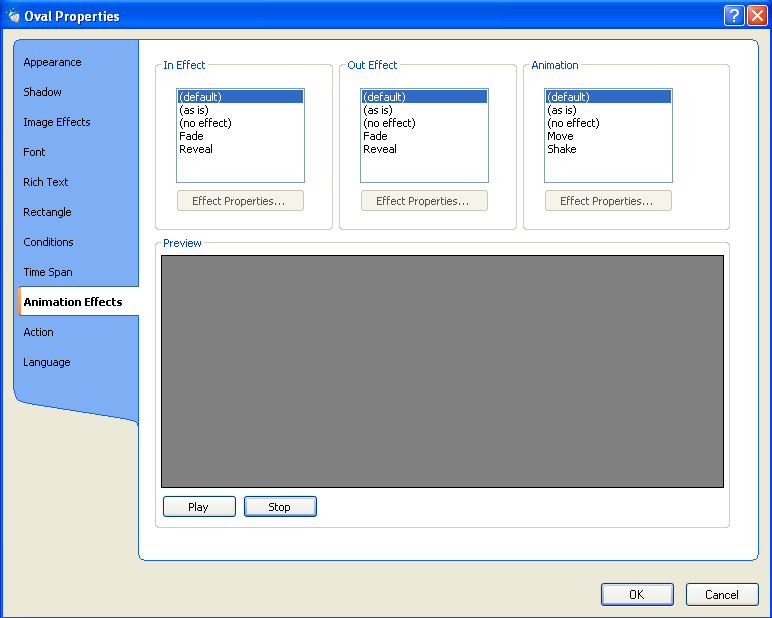 Oval Properties
Appearance
Shadow
Image Effects
Font
Rich Text
Rectangle
Conditions
Time Span
Animation Effects
Action
Language
In Effect
(default)
(as is)
(no effect)
Fade
Reveal
Effect Properties...
Out Effect
(default)
(as is)
(no effect)
Fade
Reveal
Effect Properties...
Animation
(default)
(as is)
(no effect)
Move
Shake
Effect Properties...
Preview
Play
Stop
OK
Cancel